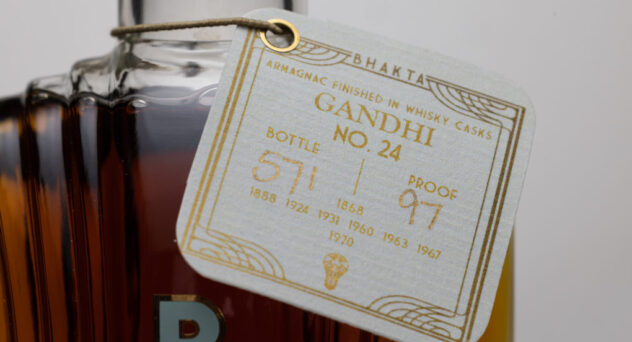 BHAKTA
ARMAGNAC FINISHED IN WHISKY CASKS
GANDHI
NO. 24
BOTTLE
571
PROOF
97
1868
1888 1924 1931 1960 1963 1967
1970
B